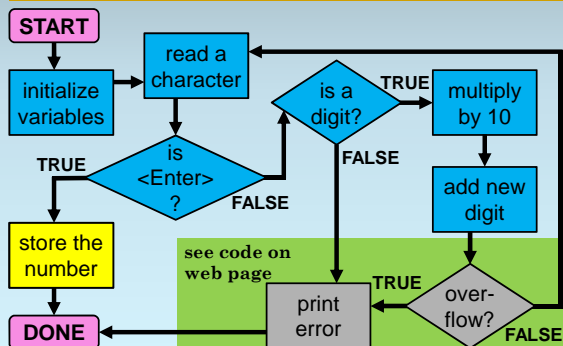 START
initialize
variables
read a
character
is
<Enter>
?
TRUE
FALSE
store the
number
DONE
is a
digit?
TRUE
FALSE
multiply
by 10
add new
digit
see code on
web page
over-
flow?
TRUE
FALSE
print
error